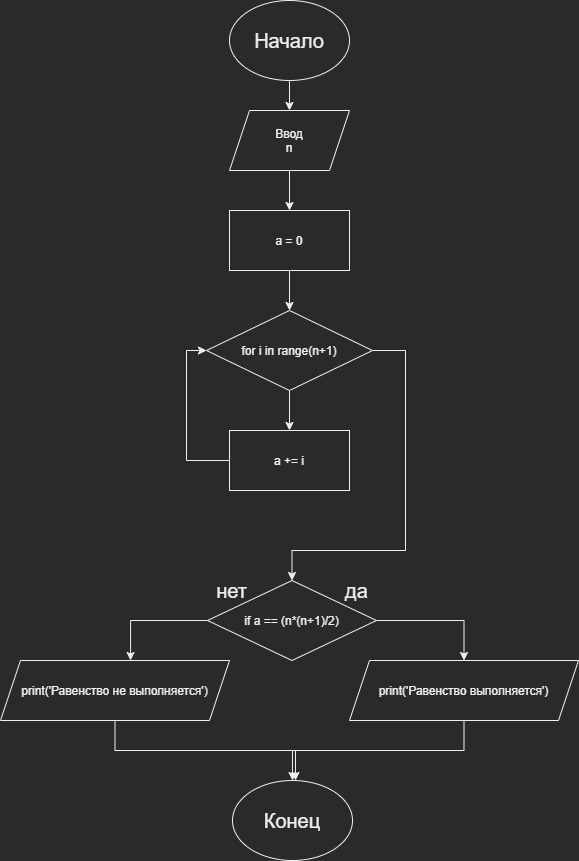 Начало
Ввод
n
a = 0
for i in range(n+1)
a += i
нет
да
if a == (n*(n+1)/2)
print('Равенство не выполняется')
print('Равенство выполняется')
Конец